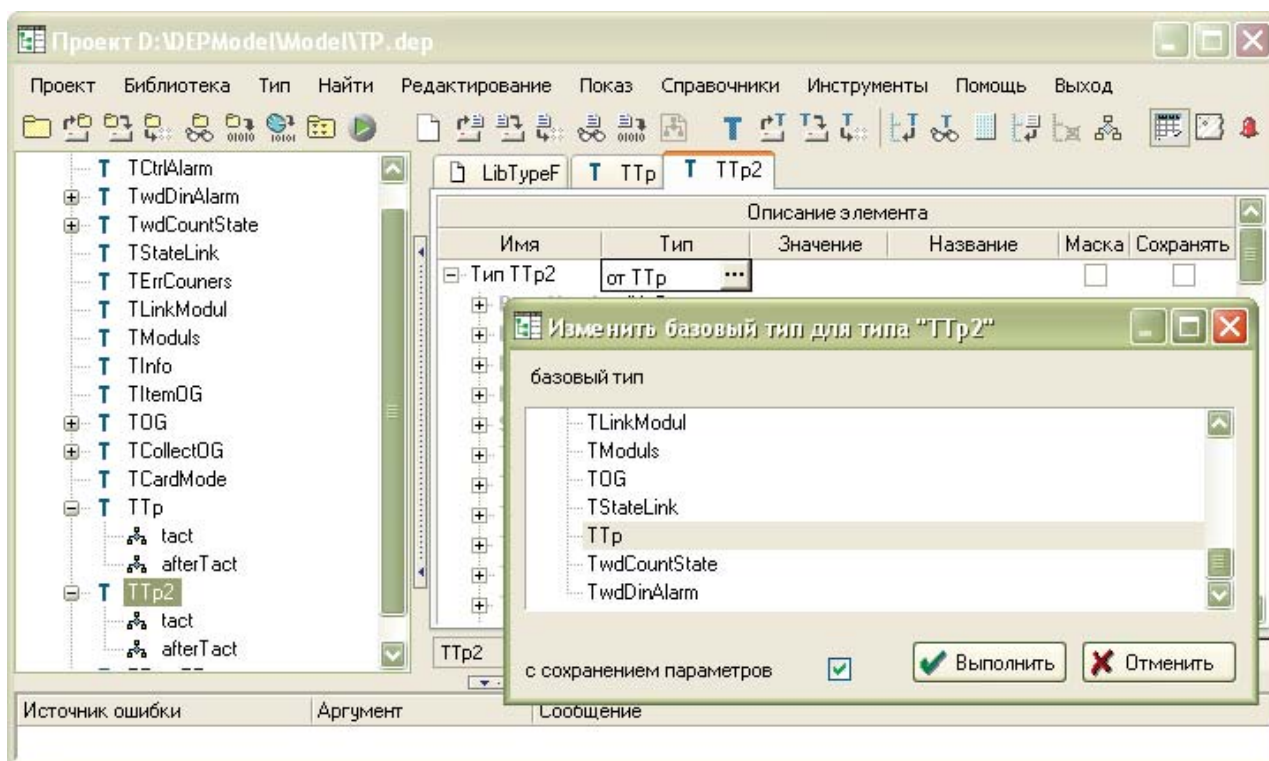 Проект D:\DEPModel\Model\TP.dep
Проект Библиотека Тип Найти Редактирование Показ Справочники Инструменты Помощь Выход
TCtrlAlarm
TwdDinAlarm
TwdCountState
TStateLink
TErrCouners
TLinkModul
TModuls
TInfo
TItemOG
TOG
TCollectOG
TCardMode
TTp
tact
afterTact
TTp2
tact
afterTact
LibTypeF TTp TTp2
Описание элемента
Имя Тип Значение Название Маска Сохранять
Тип TTp2 от TTp ...
Изменить базовый тип для типа "TTp2"
базовый тип
TLinkModul
TModuls
TOG
TStateLink
TTp
TwdCountState
TwdDinAlarm
с сохранением параметров
Выполнить Отменить
TTp2
Источник ошибки Аргумент Сообщение